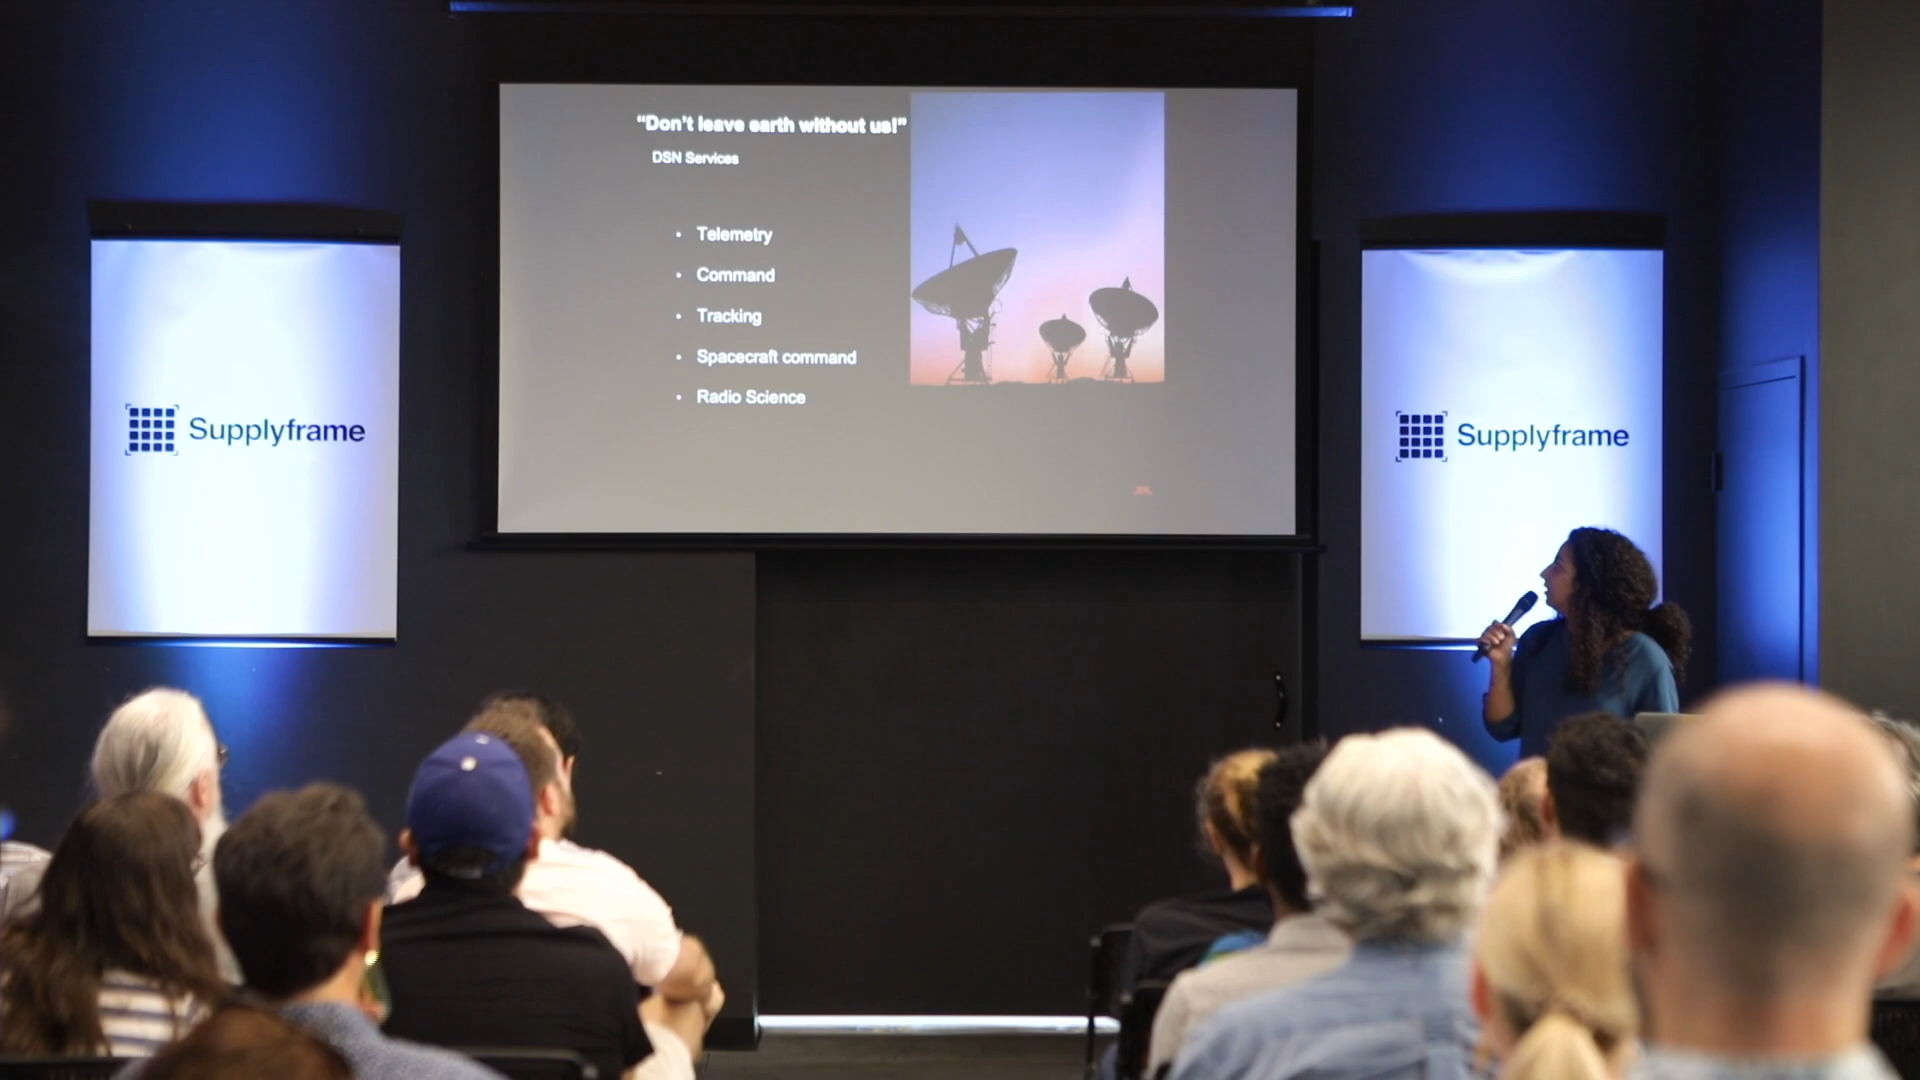 “Don’t leave earth without us!”
DSN Services
• Telemetry
• Command
• Tracking
• Spacecraft command
• Radio Science
Supplyframe
Supplyframe